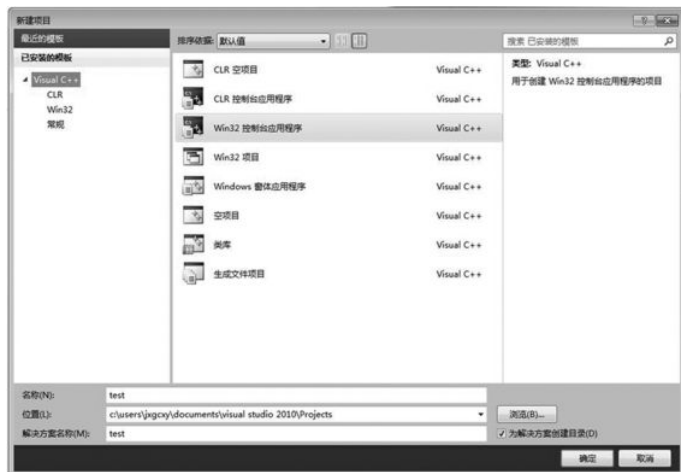 新建项目
最近的模板
已安装的模板
Visual C++
CLR
Win32
常规
排序依据: 默认值
CLR 空项目 Visual C++
CLR 控制台应用程序 Visual C++
Win32 控制台应用程序 Visual C++
Win32 项目 Visual C++
Windows 窗体应用程序 Visual C++
空项目 Visual C++
类库 Visual C++
生成文件项目 Visual C++
搜索 已安装的模板
类型: Visual C++
用于创建 Win32 控制台应用程序的项目
名称(N): test
位置(L): c:\users\jxgcxy\documents\visual studio 2010\Projects
浏览(B)...
解决方案名称(M): test
为解决方案创建目录(D)
确定 取消